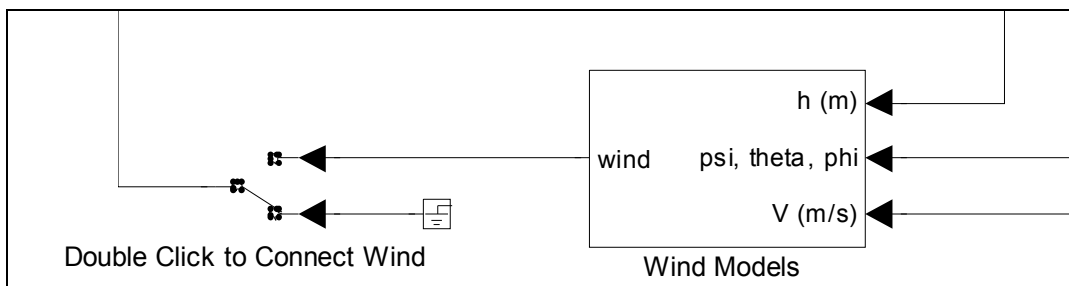 h (m)
wind
psi, theta, phi
V (m/s)
Double Click to Connect Wind
Wind Models